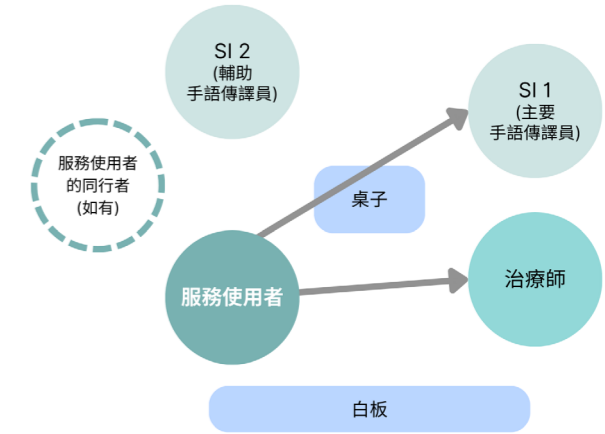 SI 2
(輔助
手語傳譯員)
SI 1
(主要
手語傳譯員)
服務使用者
的同行者
(如有)
桌子
服務使用者
治療師
白板